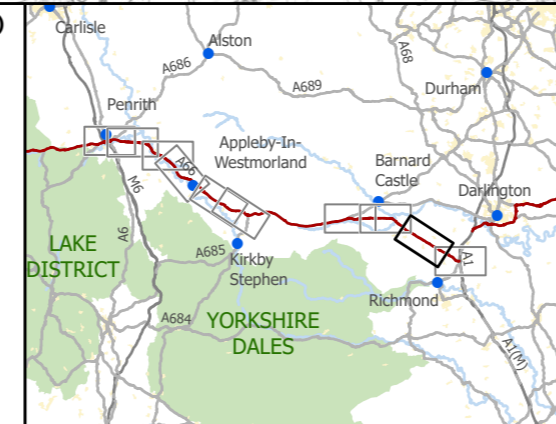 )
Carlisle
Alston
A686
A689
A68
Durham
Penrith
Appleby-In-
Westmorland
A66
Barnard
Castle
Darlington
M6
A6
LAKE
DISTRICT
A685
Kirkby
Stephen
A1
Richmond
A684
YORKSHIRE
DALES
A1(M)